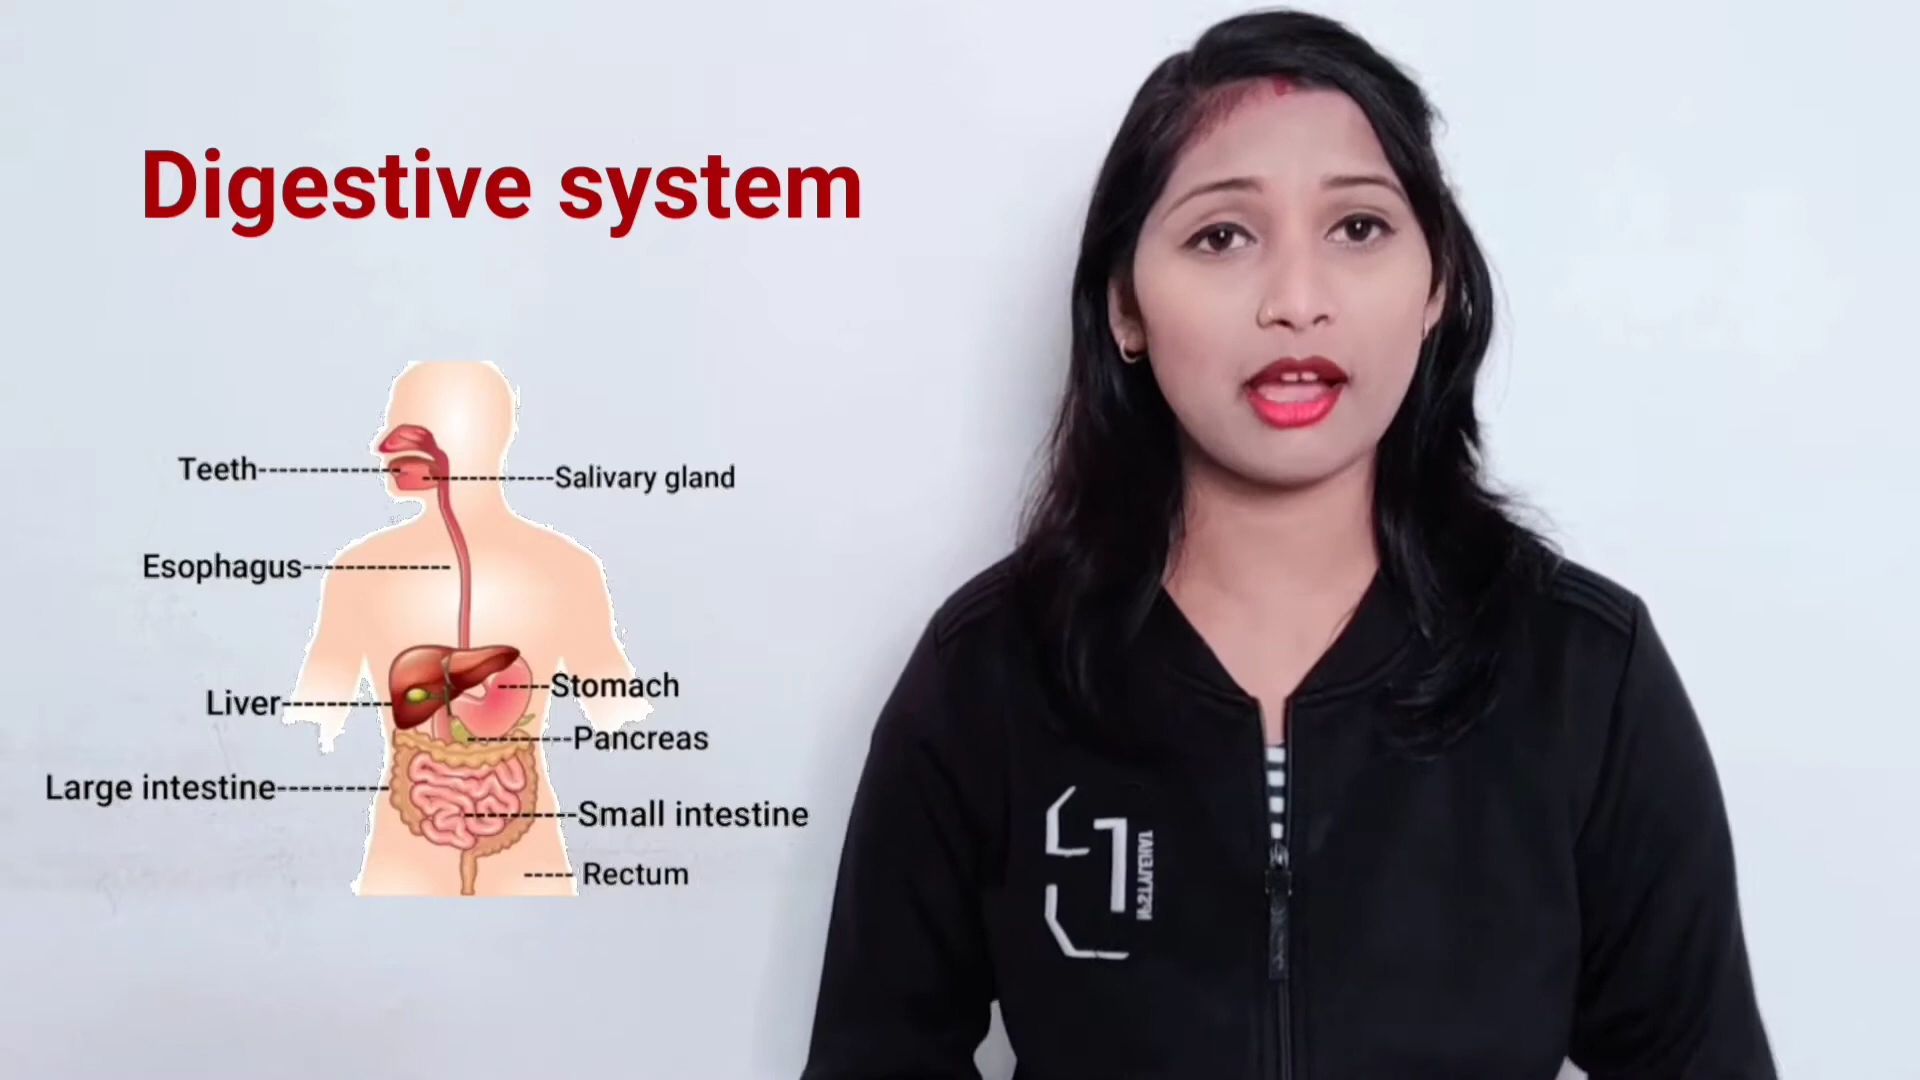 Digestive system
Teeth
Salivary gland
Esophagus
Liver
Stomach
Pancreas
Large intestine
Small intestine
Rectum